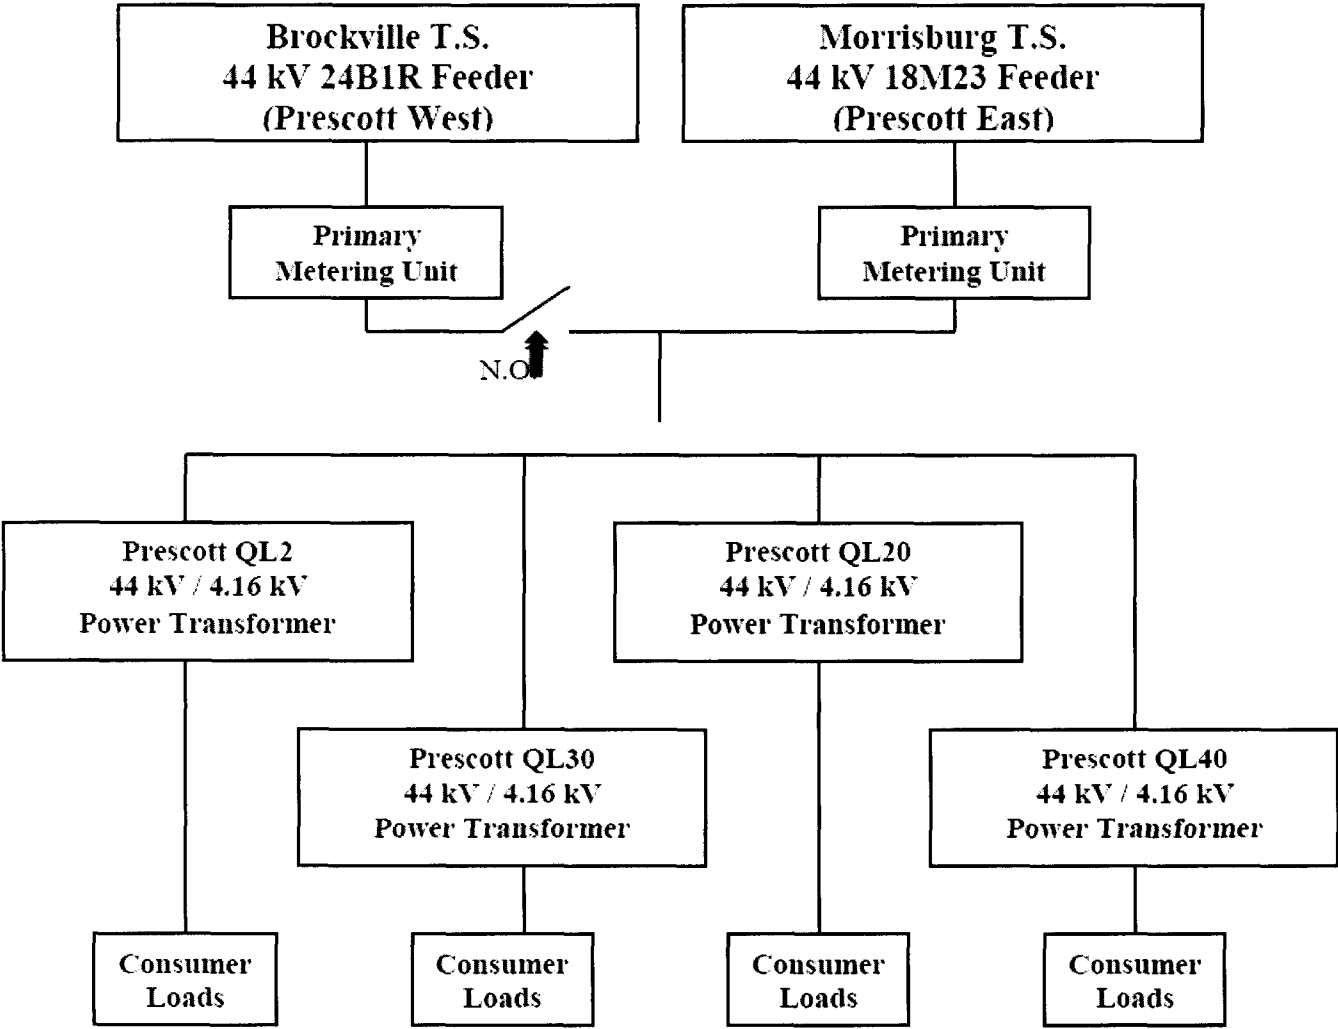 Brockville T.S.
44 kV 24B1R Feeder
(Prescott West)
Morrisburg T.S.
44 kV 18M23 Feeder
(Prescott East)
Primary
Metering Unit
Primary
Metering Unit
N.O.
Prescott QL2
44 kV / 4.16 kV
Power Transformer
Prescott QL20
44 kV / 4.16 kV
Power Transformer
Prescott QL30
44 kV / 4.16 kV
Power Transformer
Prescott QL40
44 kV / 4.16 kV
Power Transformer
Consumer
Loads
Consumer
Loads
Consumer
Loads
Consumer
Loads